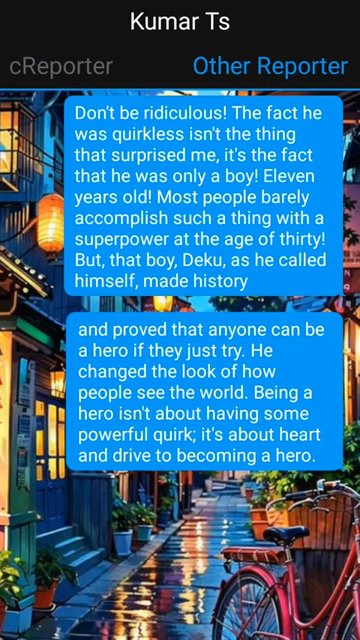 Kumar Ts
cReporter
Other Reporter
Don't be ridiculous! The fact he
was quirkless isn't the thing
that surprised me, it's the fact
that he was only a boy! Eleven
years old! Most people barely
accomplish such a thing with a
superpower at the age of thirty!
But, that boy, Deku, as he called
himself, made history
and proved that anyone can be
a hero if they just try. He
changed the look of how
people see the world. Being a
hero isn't about having some
powerful quirk; it's about heart
and drive to becoming a hero.